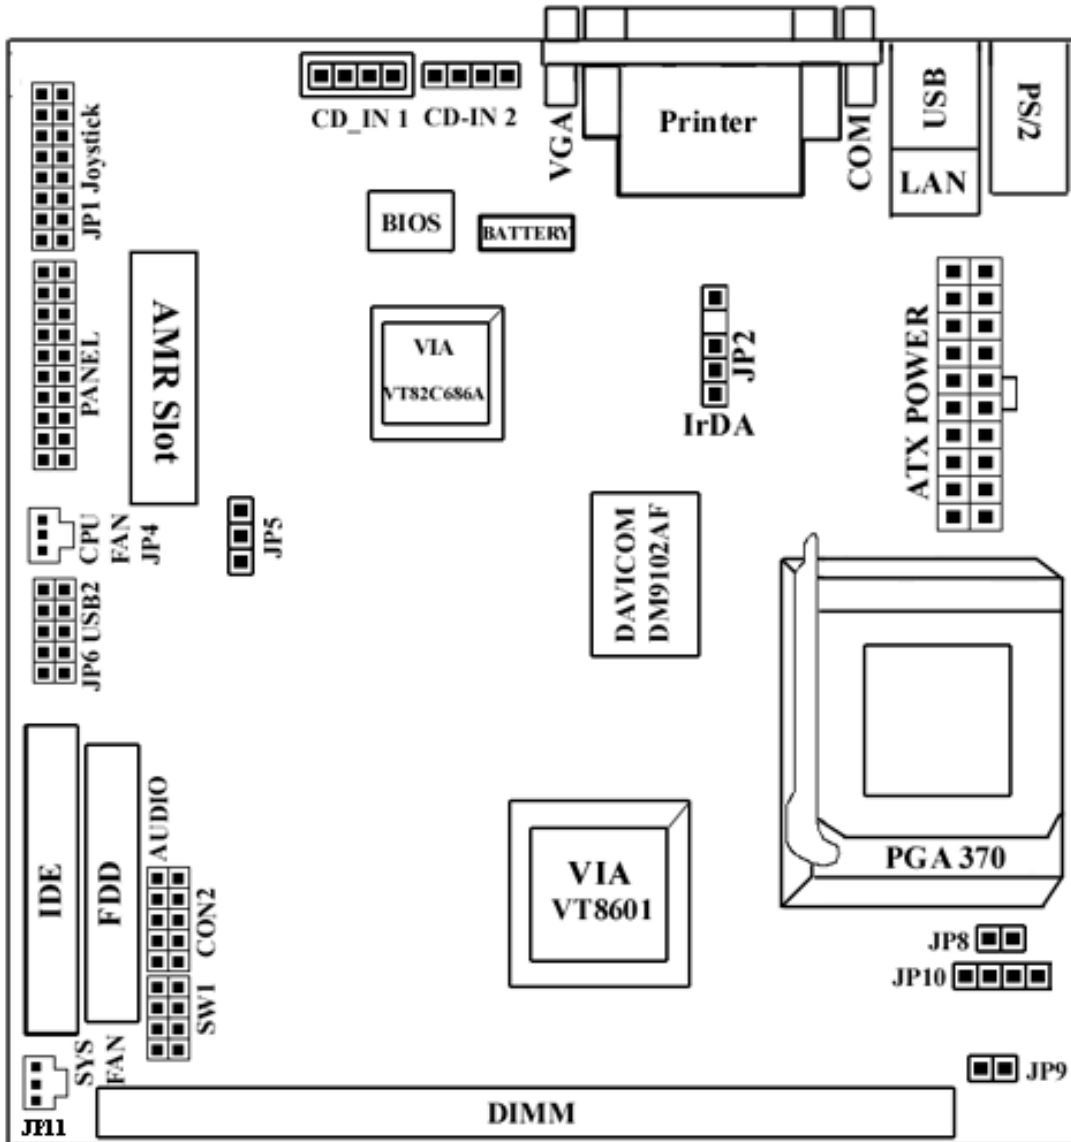 CD_IN 1
CD-IN 2
VGA
Printer
COM
USB
LAN
PS/2
JP1 Joystick
BIOS
BATTERY
PANEL
AMR Slot
VIA
VT82C686A
JP2
IrDA
ATX POWER
CPU
FAN
JP4
JP5
DAVICOM
DM9102AF
JP6 USB2
IDE
FDD
AUDIO
CON2
SW1
VIA
VT8601
PGA 370
JP8
JP10
JP9
SYS
FAN
JP11
DIMM